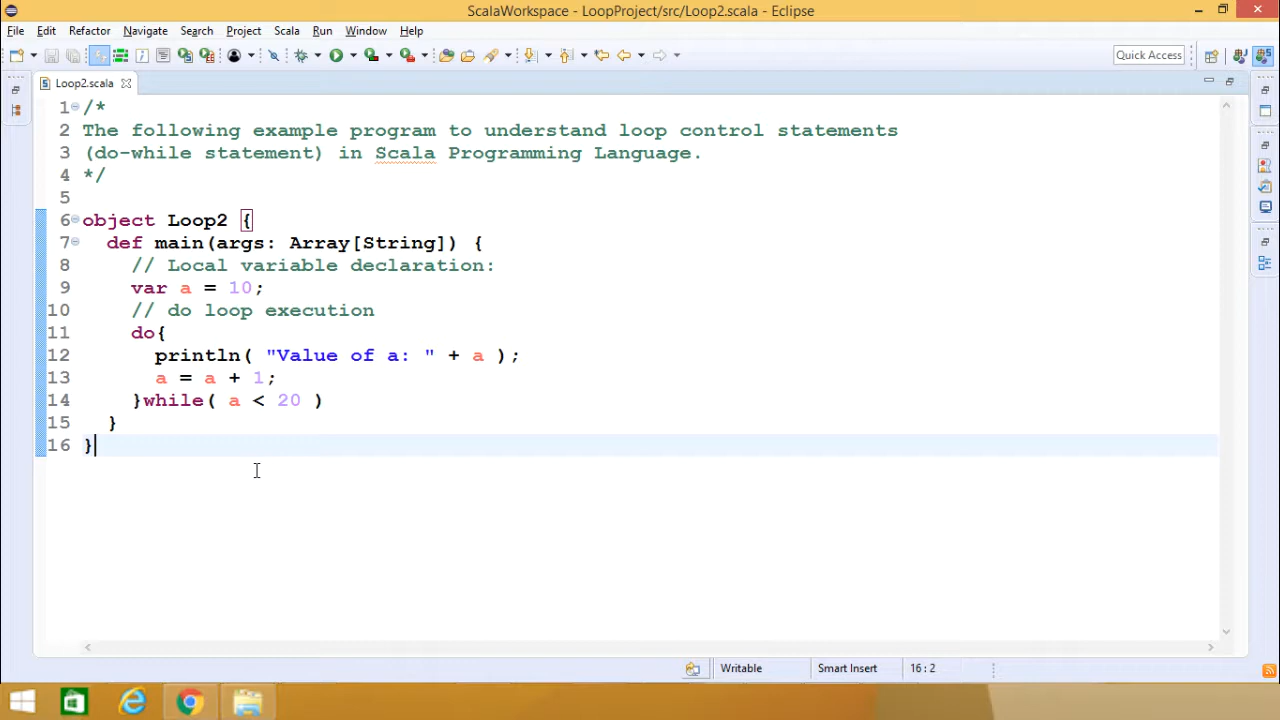 ScalaWorkspace - LoopProject/src/Loop2.scala - Eclipse
File Edit Refactor Navigate Search Project Scala Run Window Help
Quick Access
Loop2.scala
1 /*
2 The following example program to understand loop control statements
3 (do-while statement) in Scala Programming Language.
4 */
5
6 object Loop2 {
7   def main(args: Array[String]) {
8     // Local variable declaration:
9     var a = 10;
10     // do loop execution
11     do{
12       println( "Value of a: " + a );
13       a = a + 1;
14     }while( a < 20 )
15   }
16 }
Writable Smart Insert 16 : 2